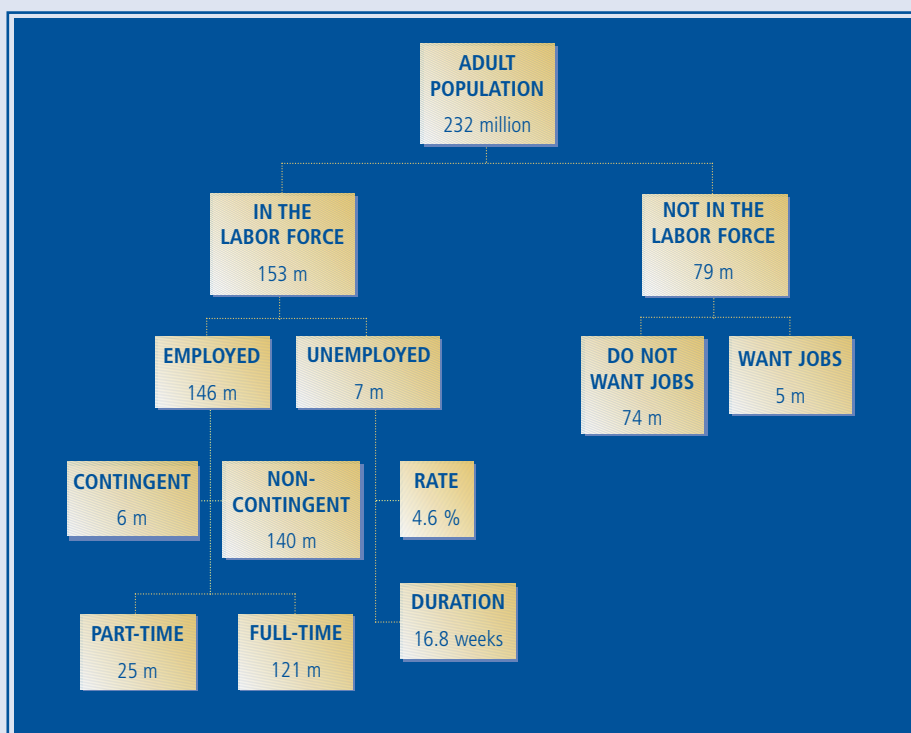 ADULT
POPULATION
232 million
IN THE
LABOR FORCE
153 m
NOT IN THE
LABOR FORCE
79 m
EMPLOYED
146 m
UNEMPLOYED
7 m
DO NOT
WANT JOBS
74 m
WANT JOBS
5 m
CONTINGENT
6 m
NON-
CONTINGENT
140 m
RATE
4.6 %
PART-TIME
25 m
FULL-TIME
121 m
DURATION
16.8 weeks